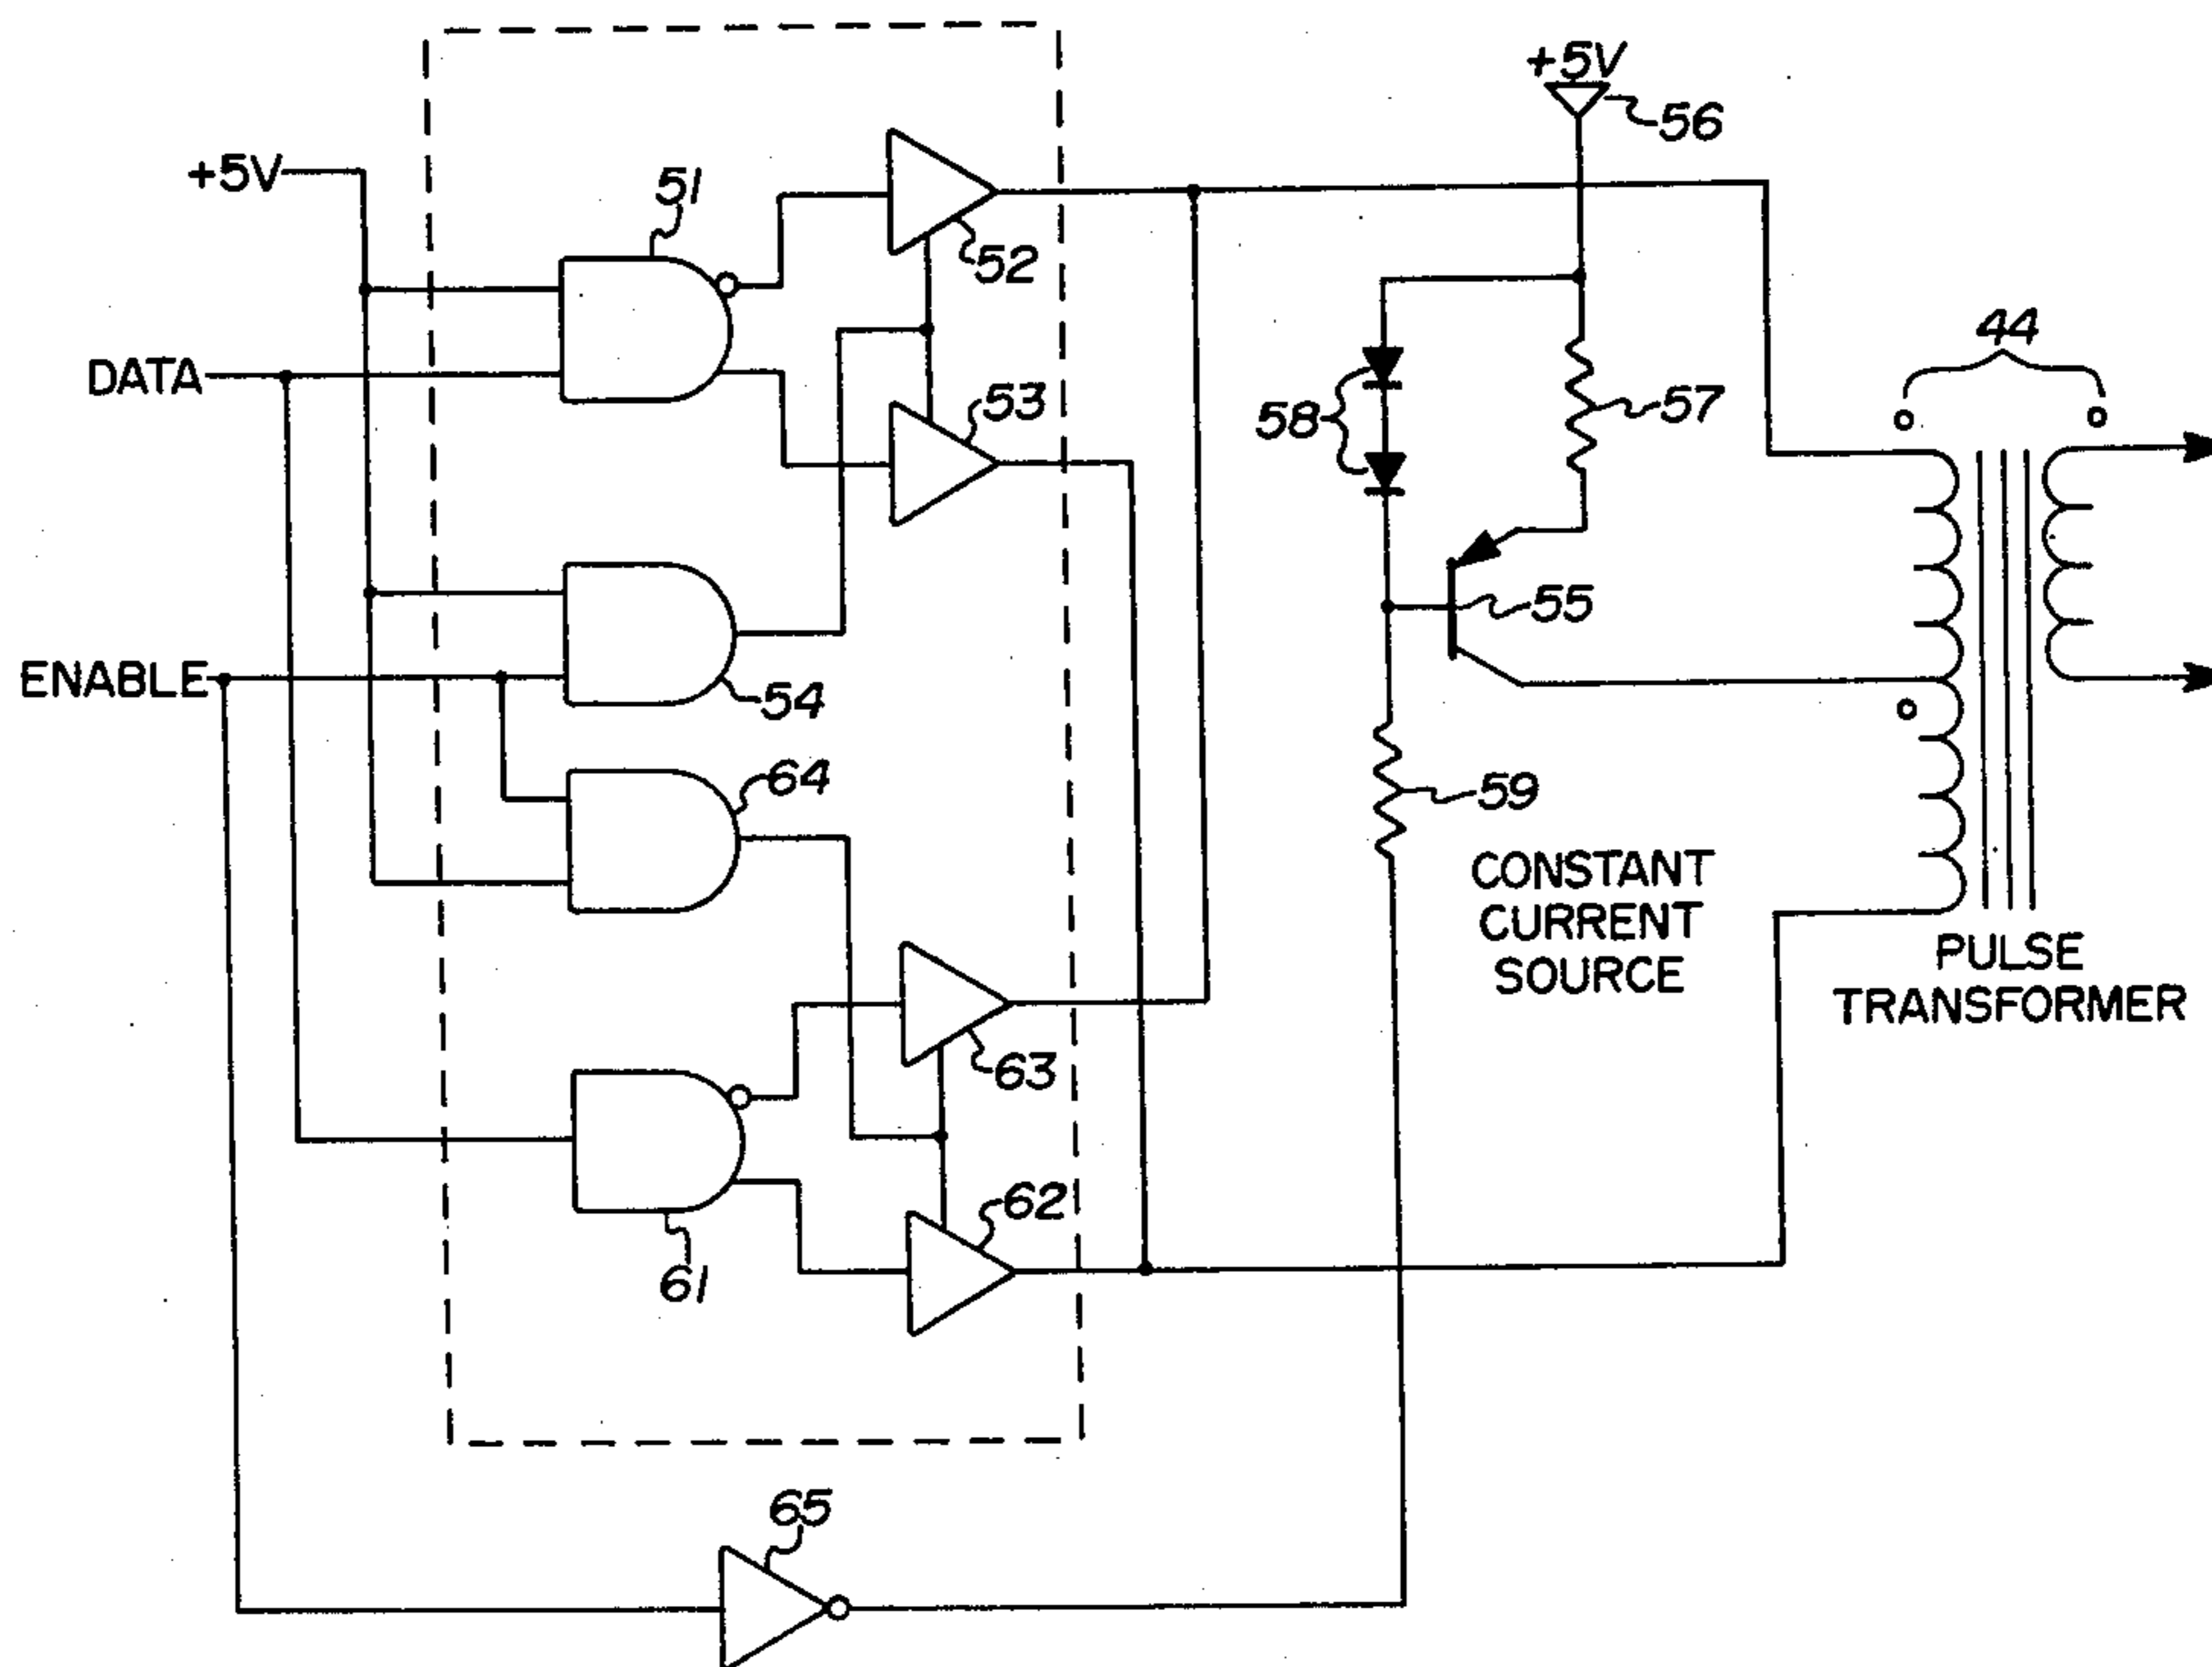 +5V
56
+5V
51
52
44
DATA
53
58
57
55
ENABLE
54
64
59
CONSTANT
CURRENT
SOURCE
PULSE
TRANSFORMER
63
62
61
65